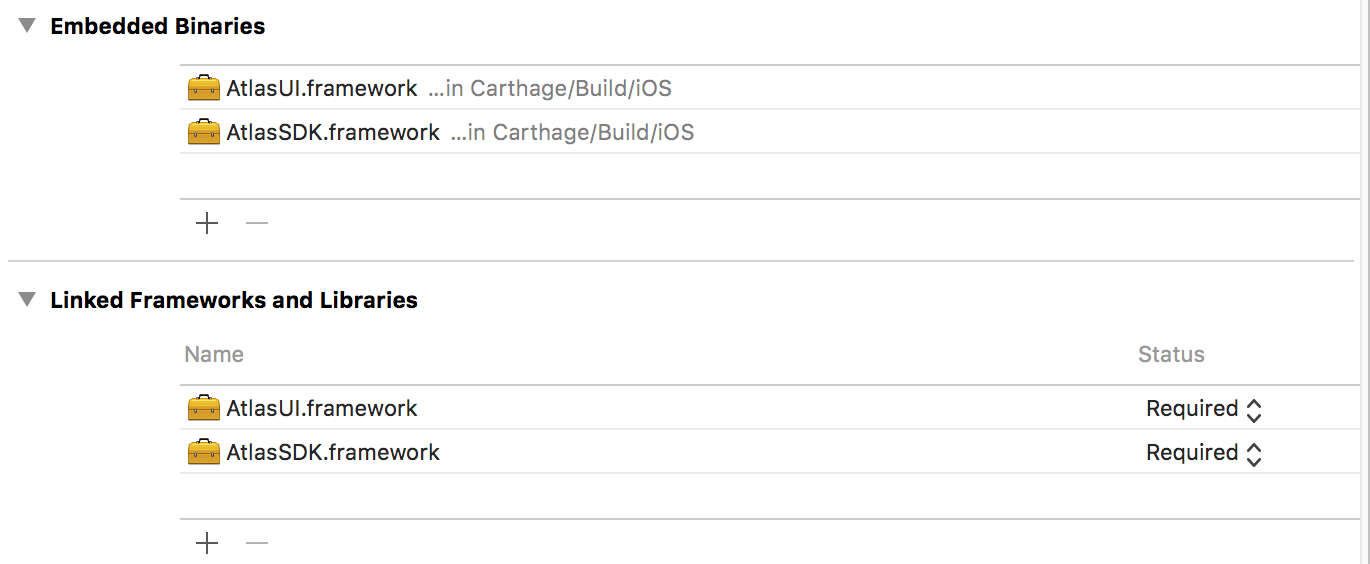 Embedded Binaries
AtlasUI.framework ...in Carthage/Build/iOS
AtlasSDK.framework ...in Carthage/Build/iOS
Linked Frameworks and Libraries
Name Status
AtlasUI.framework Required
AtlasSDK.framework Required